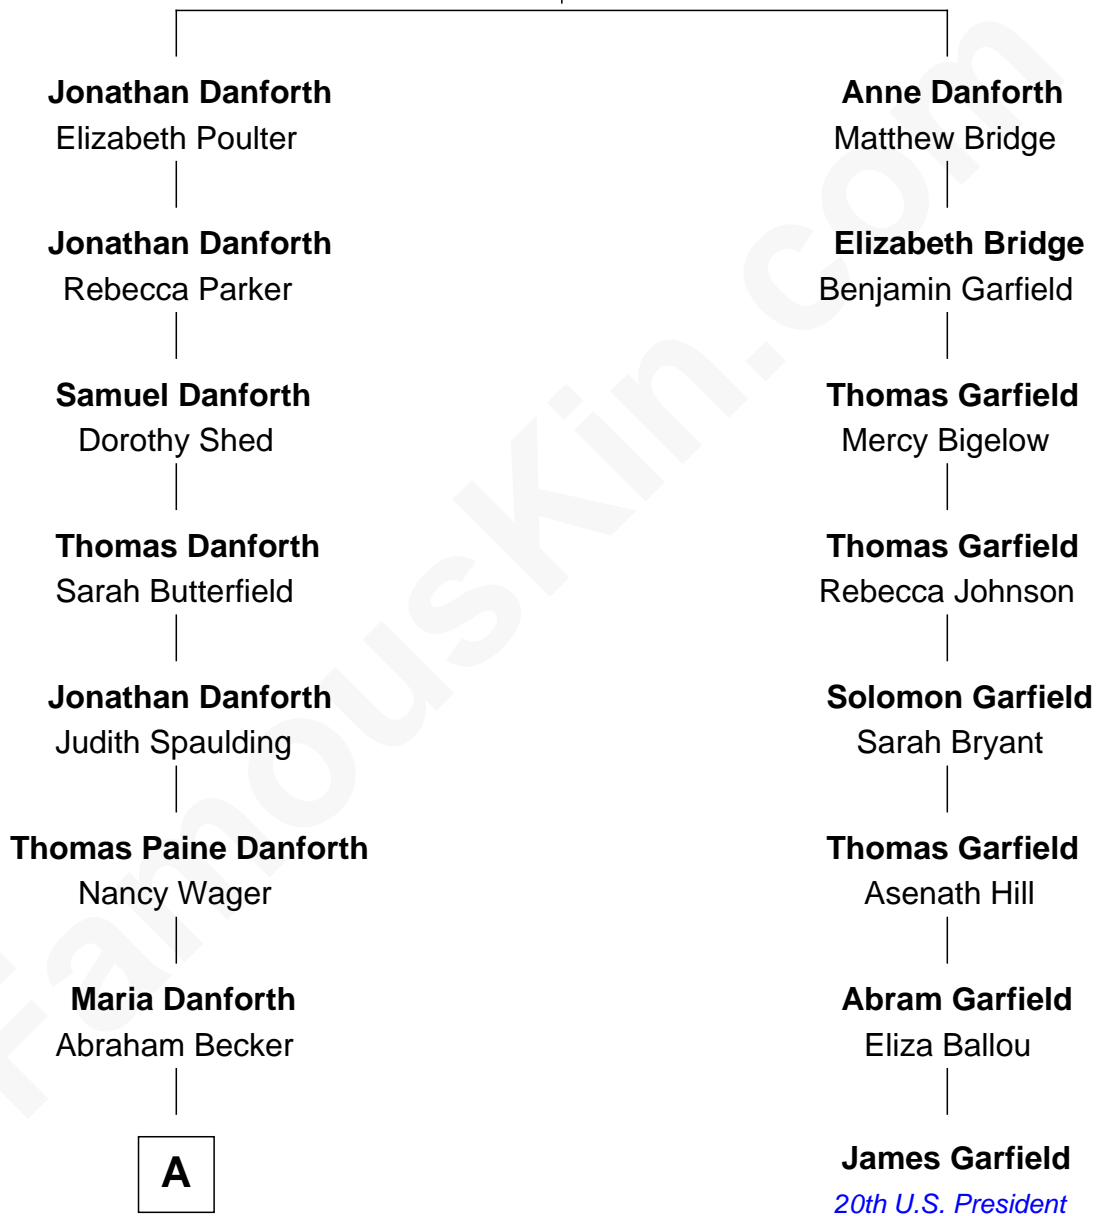 Jonathan Danforth
Elizabeth Poulter
Jonathan Danforth
Rebecca Parker
Samuel Danforth
Dorothy Shed
Thomas Danforth
Sarah Butterfield
Jonathan Danforth
Judith Spaulding
Thomas Paine Danforth
Nancy Wager
Maria Danforth
Abraham Becker
A
Anne Danforth
Matthew Bridge
Elizabeth Bridge
Benjamin Garfield
Thomas Garfield
Mercy Bigelow
Thomas Garfield
Rebecca Johnson
Solomon Garfield
Sarah Bryant
Thomas Garfield
Asenath Hill
Abram Garfield
Eliza Ballou
James Garfield
20th U.S. President
FamousKin.com